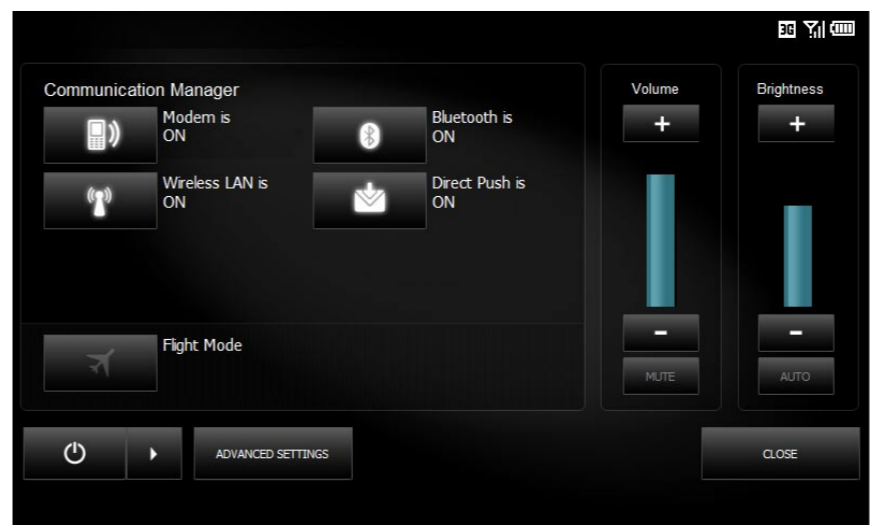 3G
Communication Manager
Modem is
ON
Bluetooth is
ON
Wireless LAN is
ON
Direct Push is
ON
Flight Mode
Volume
+
-
MUTE
Brightness
+
-
AUTO
ADVANCED SETTINGS
CLOSE